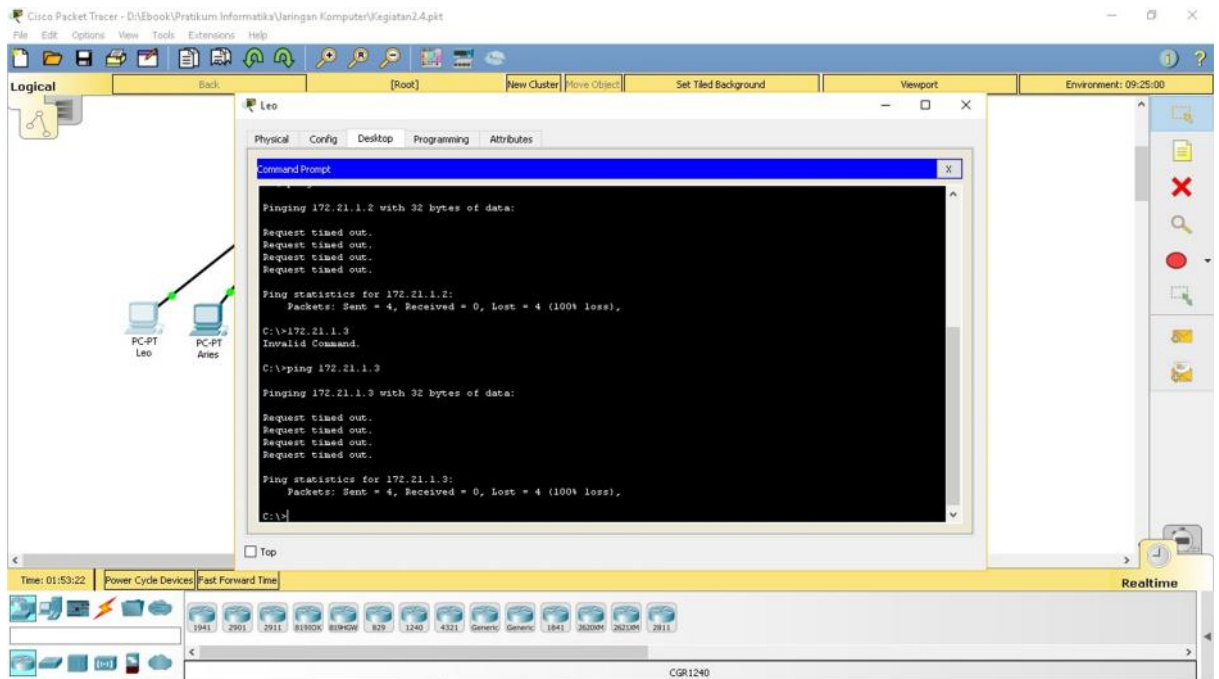 Cisco Packet Tracer - D:\Ebook\Pratikum Informatika\Jaringan Komputer\Kegiatan2.4.pkt
File Edit Options View Tools Extensions Help
Logical
Back
[Root]
New Cluster
Move Object
Set Tiled Background
Viewport
Environment: 09:25:00
Leo
Physical Config Desktop Programming Attributes
Command Prompt
X
Pinging 172.21.1.2 with 32 bytes of data:
Request timed out.
Request timed out.
Request timed out.
Request timed out.
Ping statistics for 172.21.1.2:
Packets: Sent = 4, Received = 0, Lost = 4 (100% loss),
C:\>172.21.1.3
Invalid Command.
C:\>ping 172.21.1.3
Pinging 172.21.1.3 with 32 bytes of data:
Request timed out.
Request timed out.
Request timed out.
Request timed out.
Ping statistics for 172.21.1.3:
Packets: Sent = 4, Received = 0, Lost = 4 (100% loss),
C:\>
PC-PT
Leo
PC-PT
Aries
Top
Time: 01:53:22
Power Cycle Devices
Fast Forward Time
Realtime
1941 2901 2911 819IOX 819HGW 829 1240 4321 Generic Generic 1841 2620XM 2621XM 2811
CGR1240